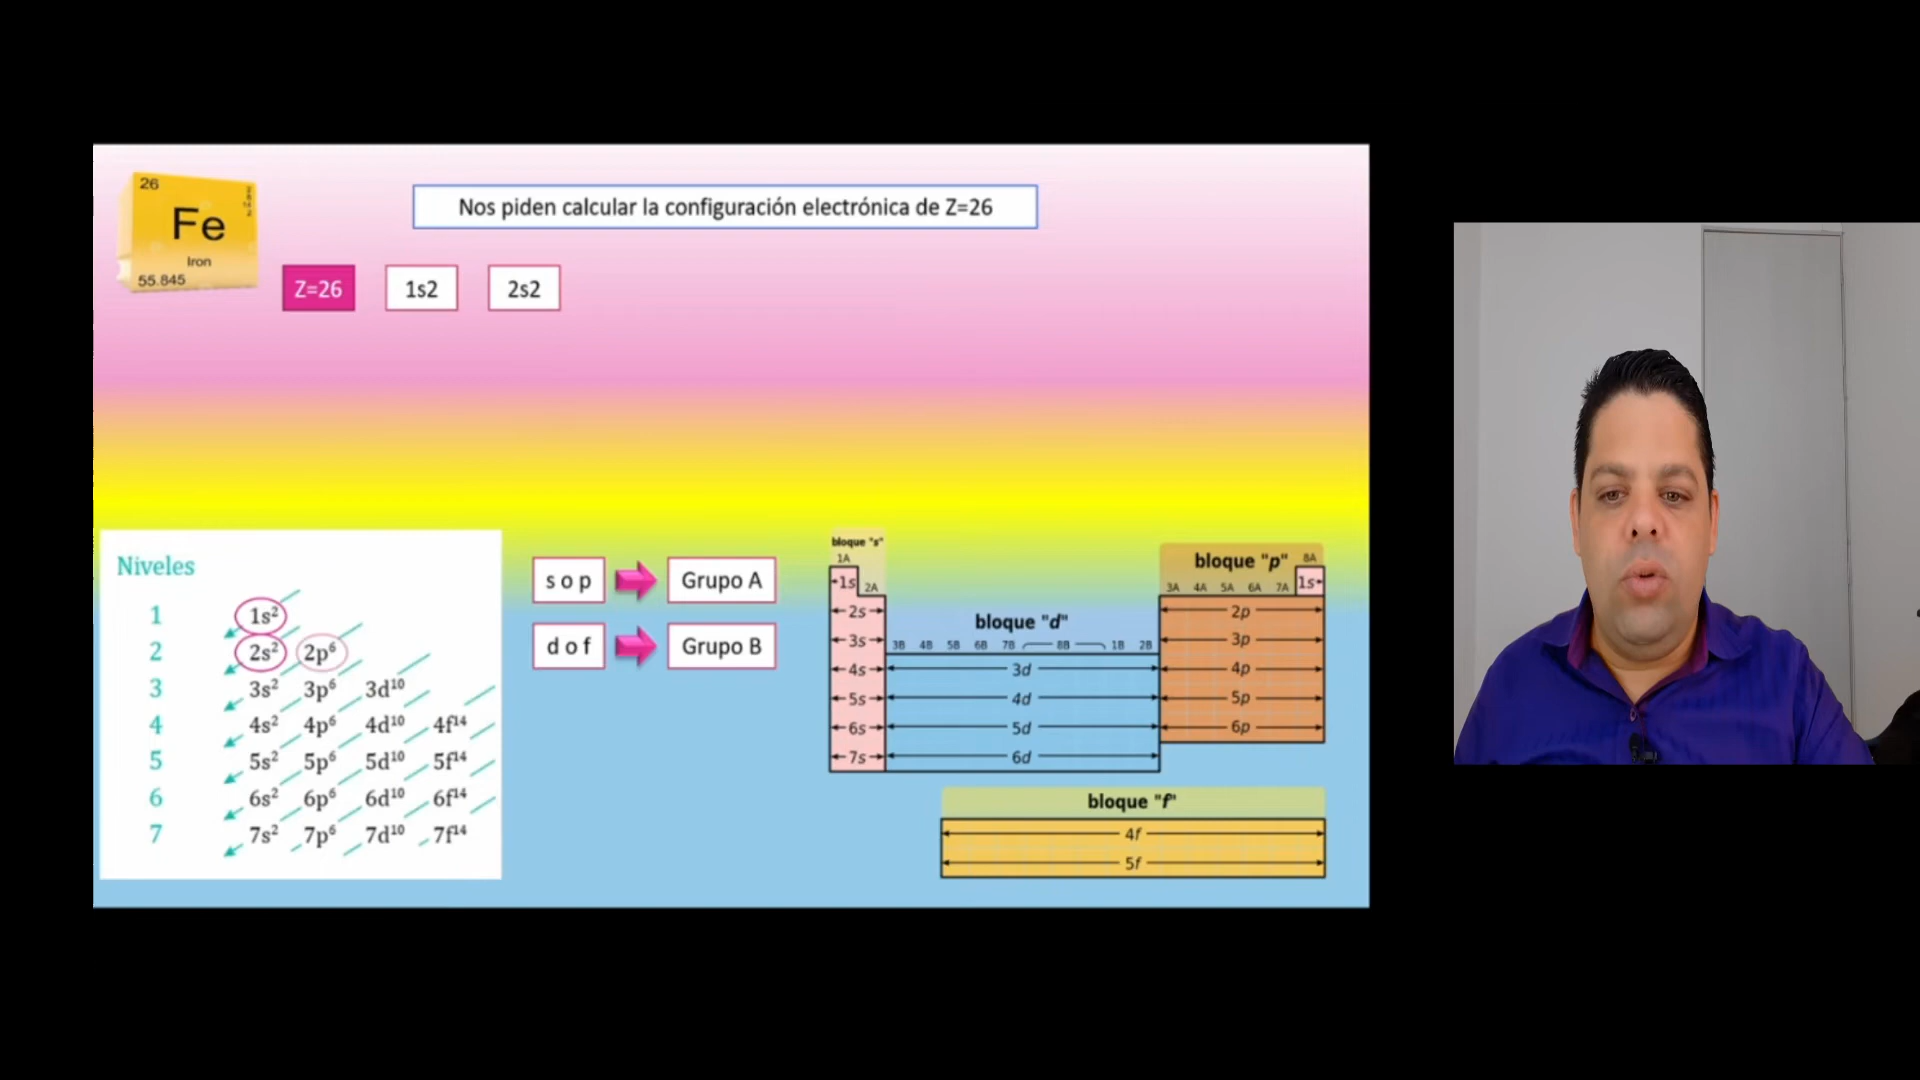 26
Fe
Iron
55.845
Nos piden calcular la configuración electrónica de Z=26
Z=26
1s2
2s2
Niveles
1 1s²
2 2s² 2p⁶
3 3s² 3p⁶ 3d¹⁰
4 4s² 4p⁶ 4d¹⁰ 4f¹⁴
5 5s² 5p⁶ 5d¹⁰ 5f¹⁴
6 6s² 6p⁶ 6d¹⁰ 6f¹⁴
7 7s² 7p⁶ 7d¹⁰ 7f¹⁴
s o p
Grupo A
d o f
Grupo B
bloque "s"
1A
2A
1s
2s
3s
4s
5s
6s
7s
bloque "d"
3B 4B 5B 6B 7B 8B 1B 2B
3d
4d
5d
6d
bloque "p"
8A
3A 4A 5A 6A 7A
1s
2p
3p
4p
5p
6p
bloque "f"
4f
5f